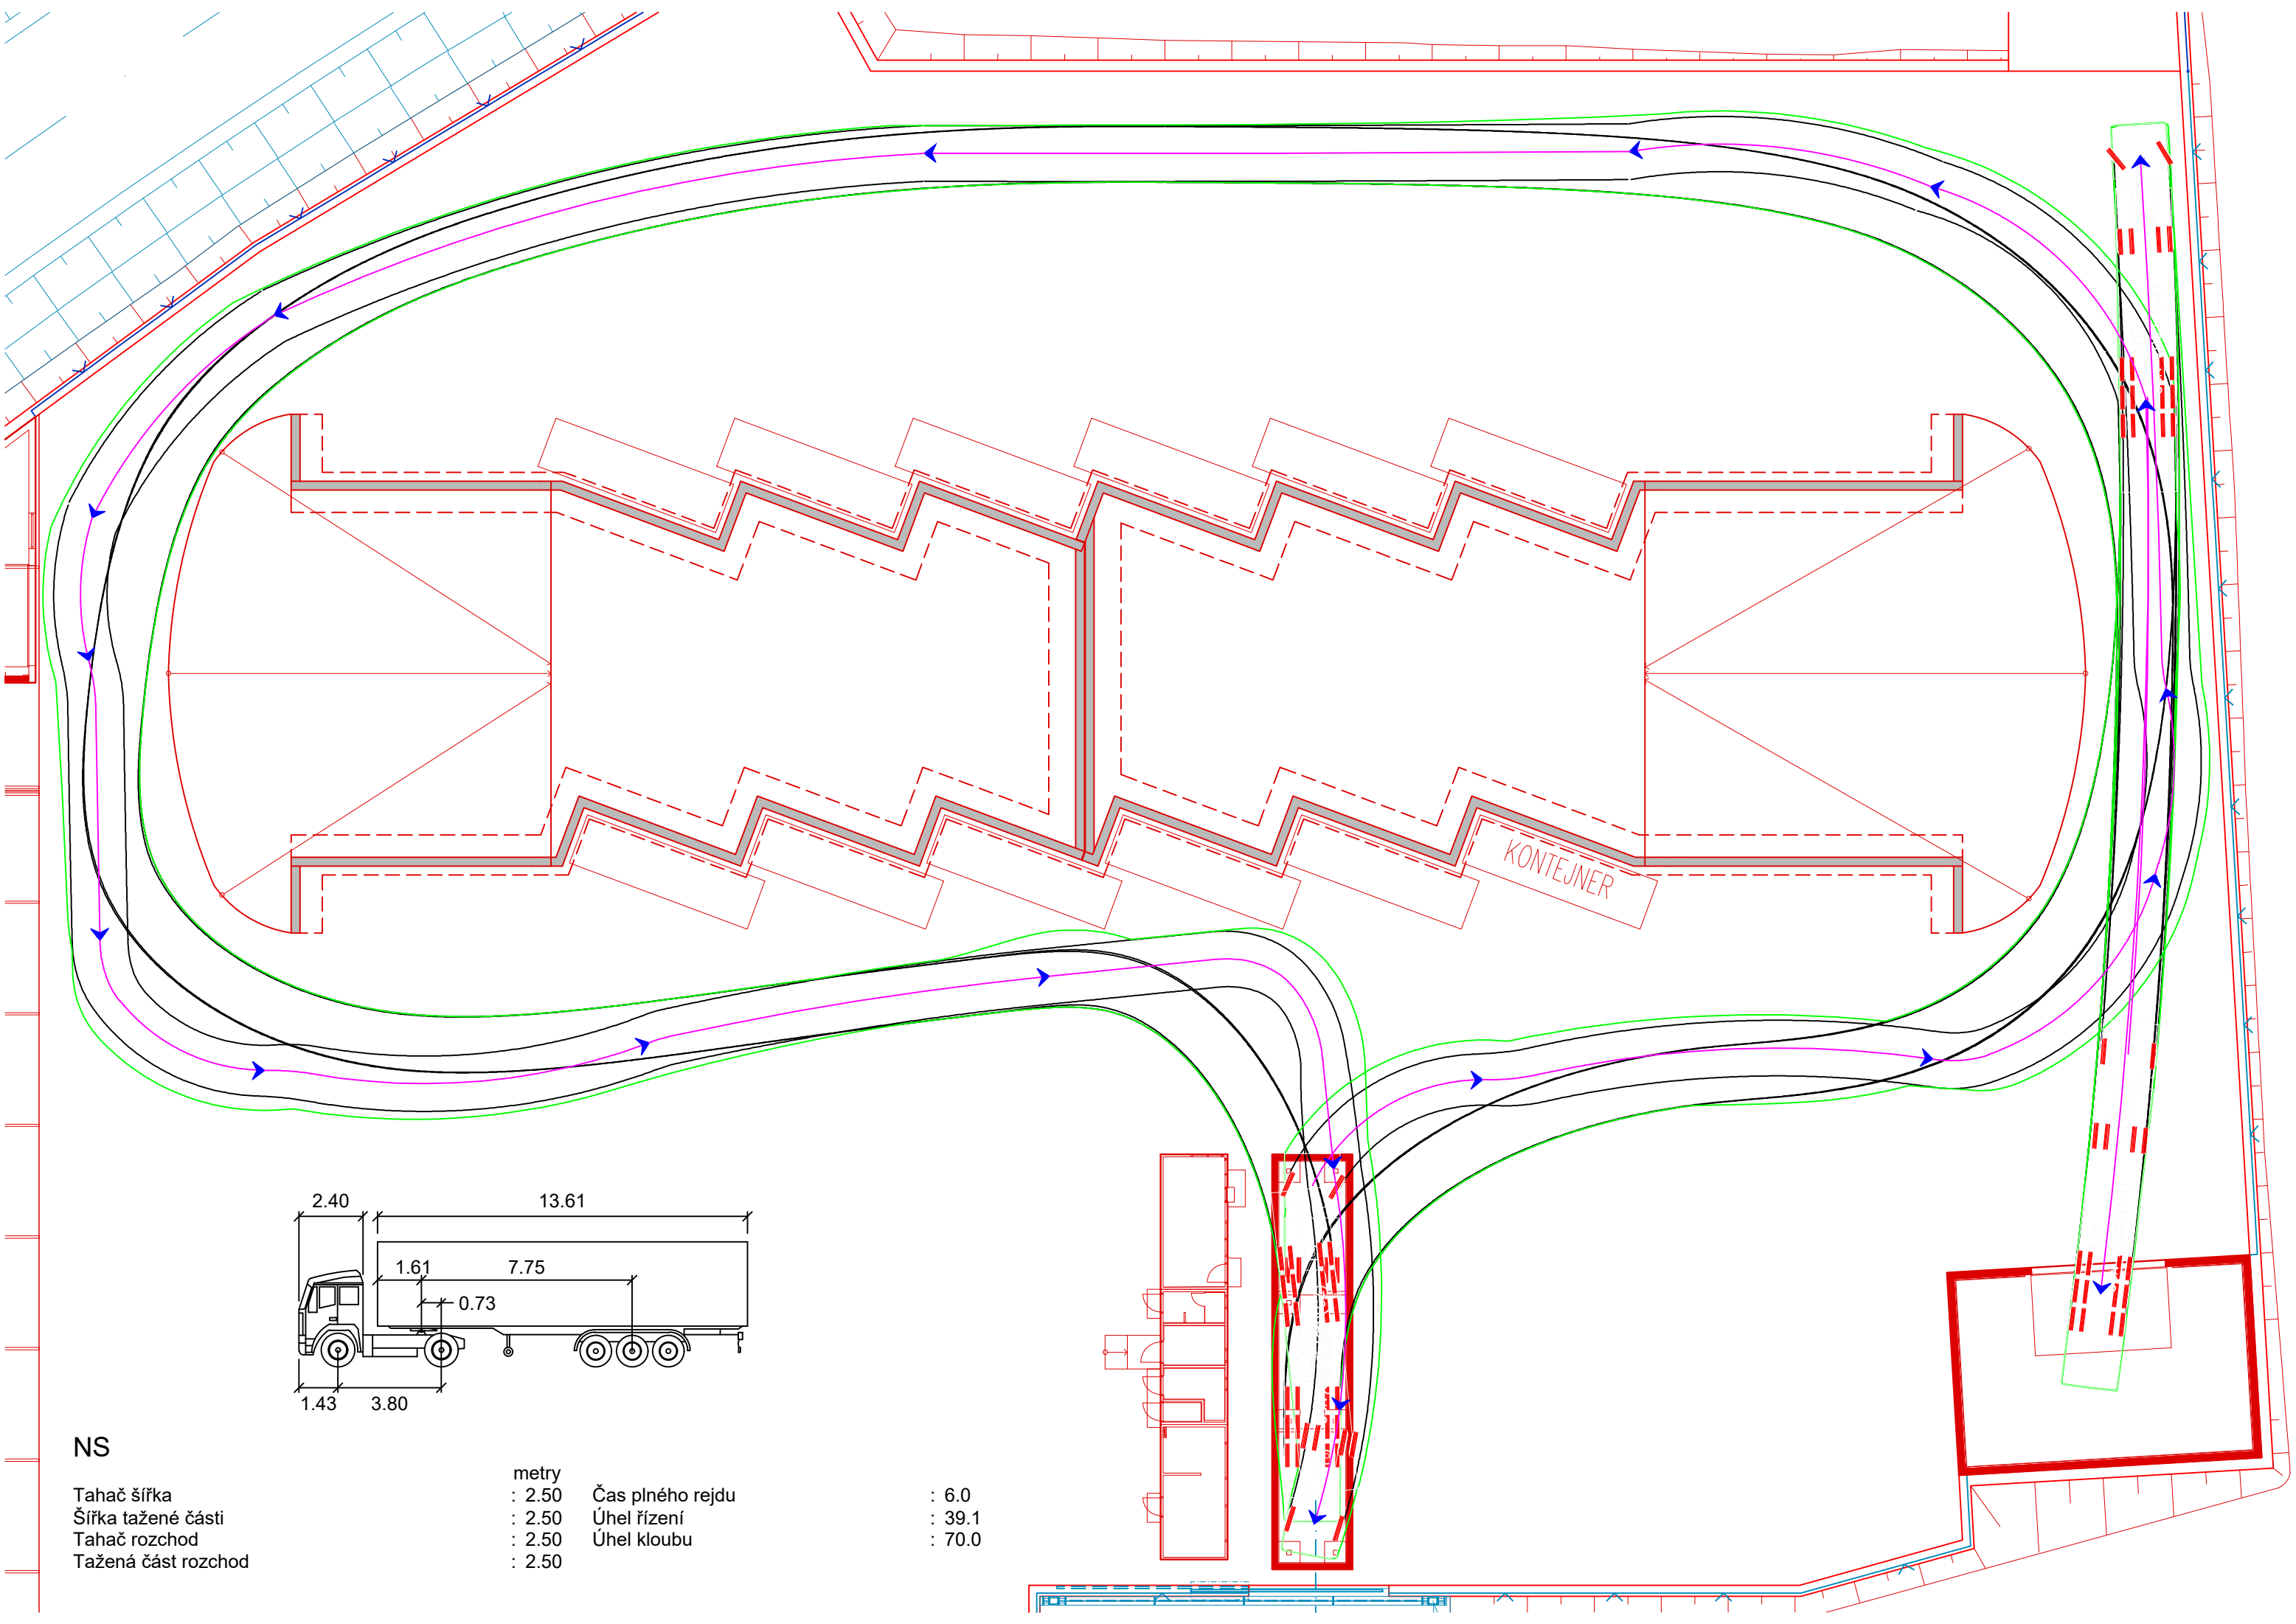 KONTEJNER
2.40 13.61
1.61 7.75
0.73
1.43 3.80
NS
metry
Tahač šířka : 2.50 Čas plného rejdu : 6.0
Šířka tažené části : 2.50 Úhel řízení : 39.1
Tahač rozchod : 2.50 Úhel kloubu : 70.0
Tažená část rozchod : 2.50